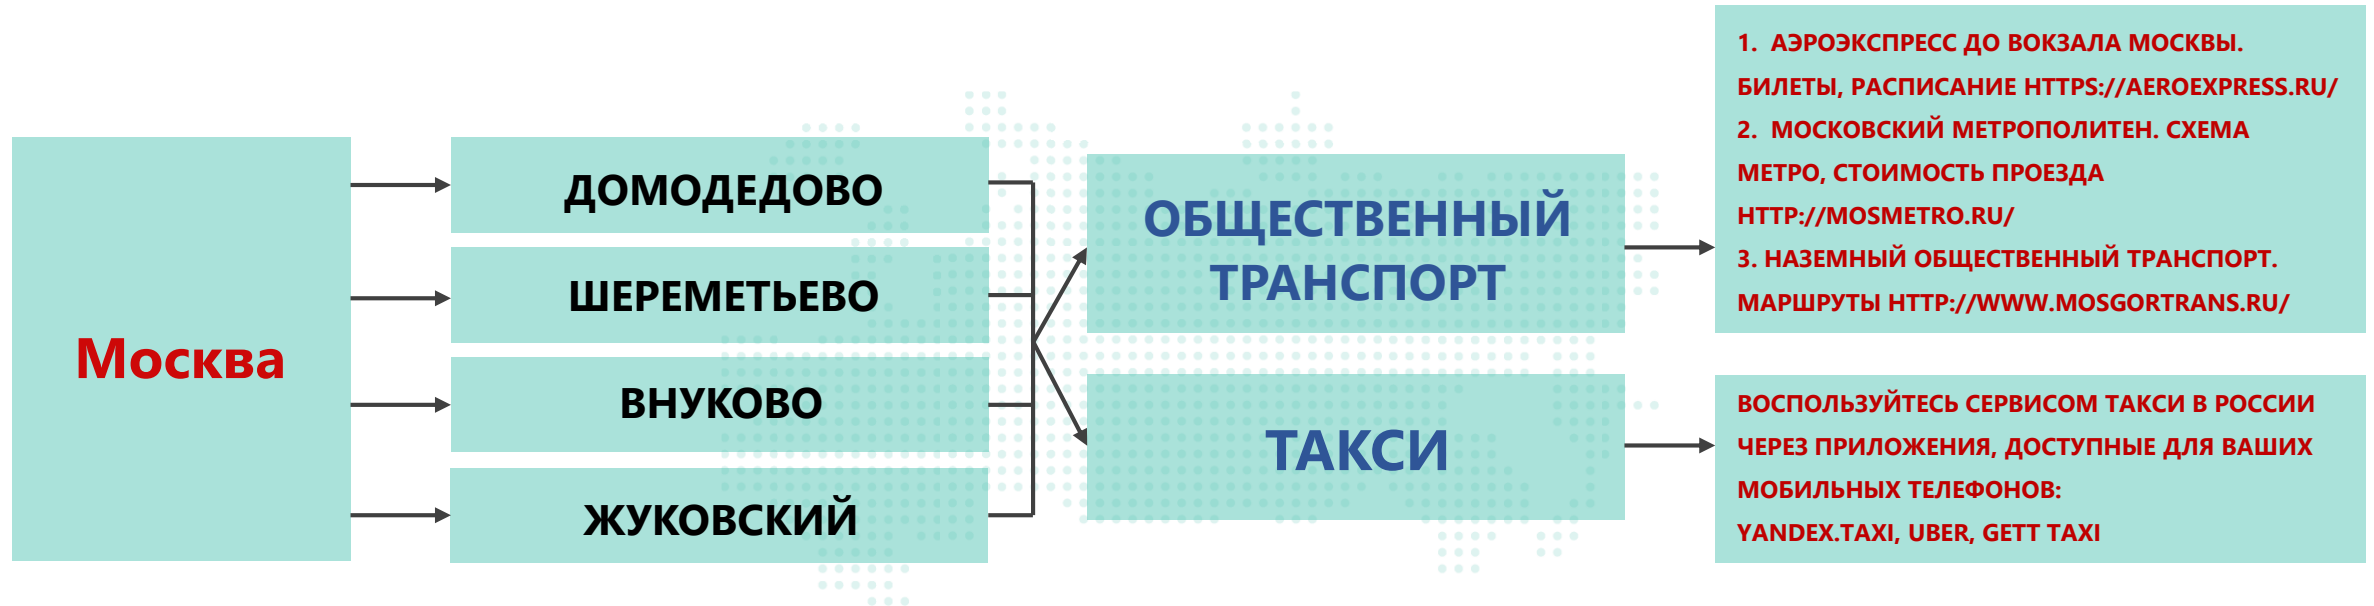 Москва
ДОМОДЕДОВО
ШЕРЕМЕТЬЕВО
ВНУКОВО
ЖУКОВСКИЙ
ОБЩЕСТВЕННЫЙ
ТРАНСПОРТ
ТАКСИ
1. АЭРОЭКСПРЕСС ДО ВОКЗАЛА МОСКВЫ.
БИЛЕТЫ, РАСПИСАНИЕ HTTPS://AEROEXPRESS.RU/
2. МОСКОВСКИЙ МЕТРОПОЛИТЕН. СХЕМА
МЕТРО, СТОИМОСТЬ ПРОЕЗДА
HTTP://MOSMETRO.RU/
3. НАЗЕМНЫЙ ОБЩЕСТВЕННЫЙ ТРАНСПОРТ.
МАРШРУТЫ HTTP://WWW.MOSGORTRANS.RU/
ВОСПОЛЬЗУЙТЕСЬ СЕРВИСОМ ТАКСИ В РОССИИ
ЧЕРЕЗ ПРИЛОЖЕНИЯ, ДОСТУПНЫЕ ДЛЯ ВАШИХ
МОБИЛЬНЫХ ТЕЛЕФОНОВ:
YANDEX.TAXI, UBER, GETT TAXI